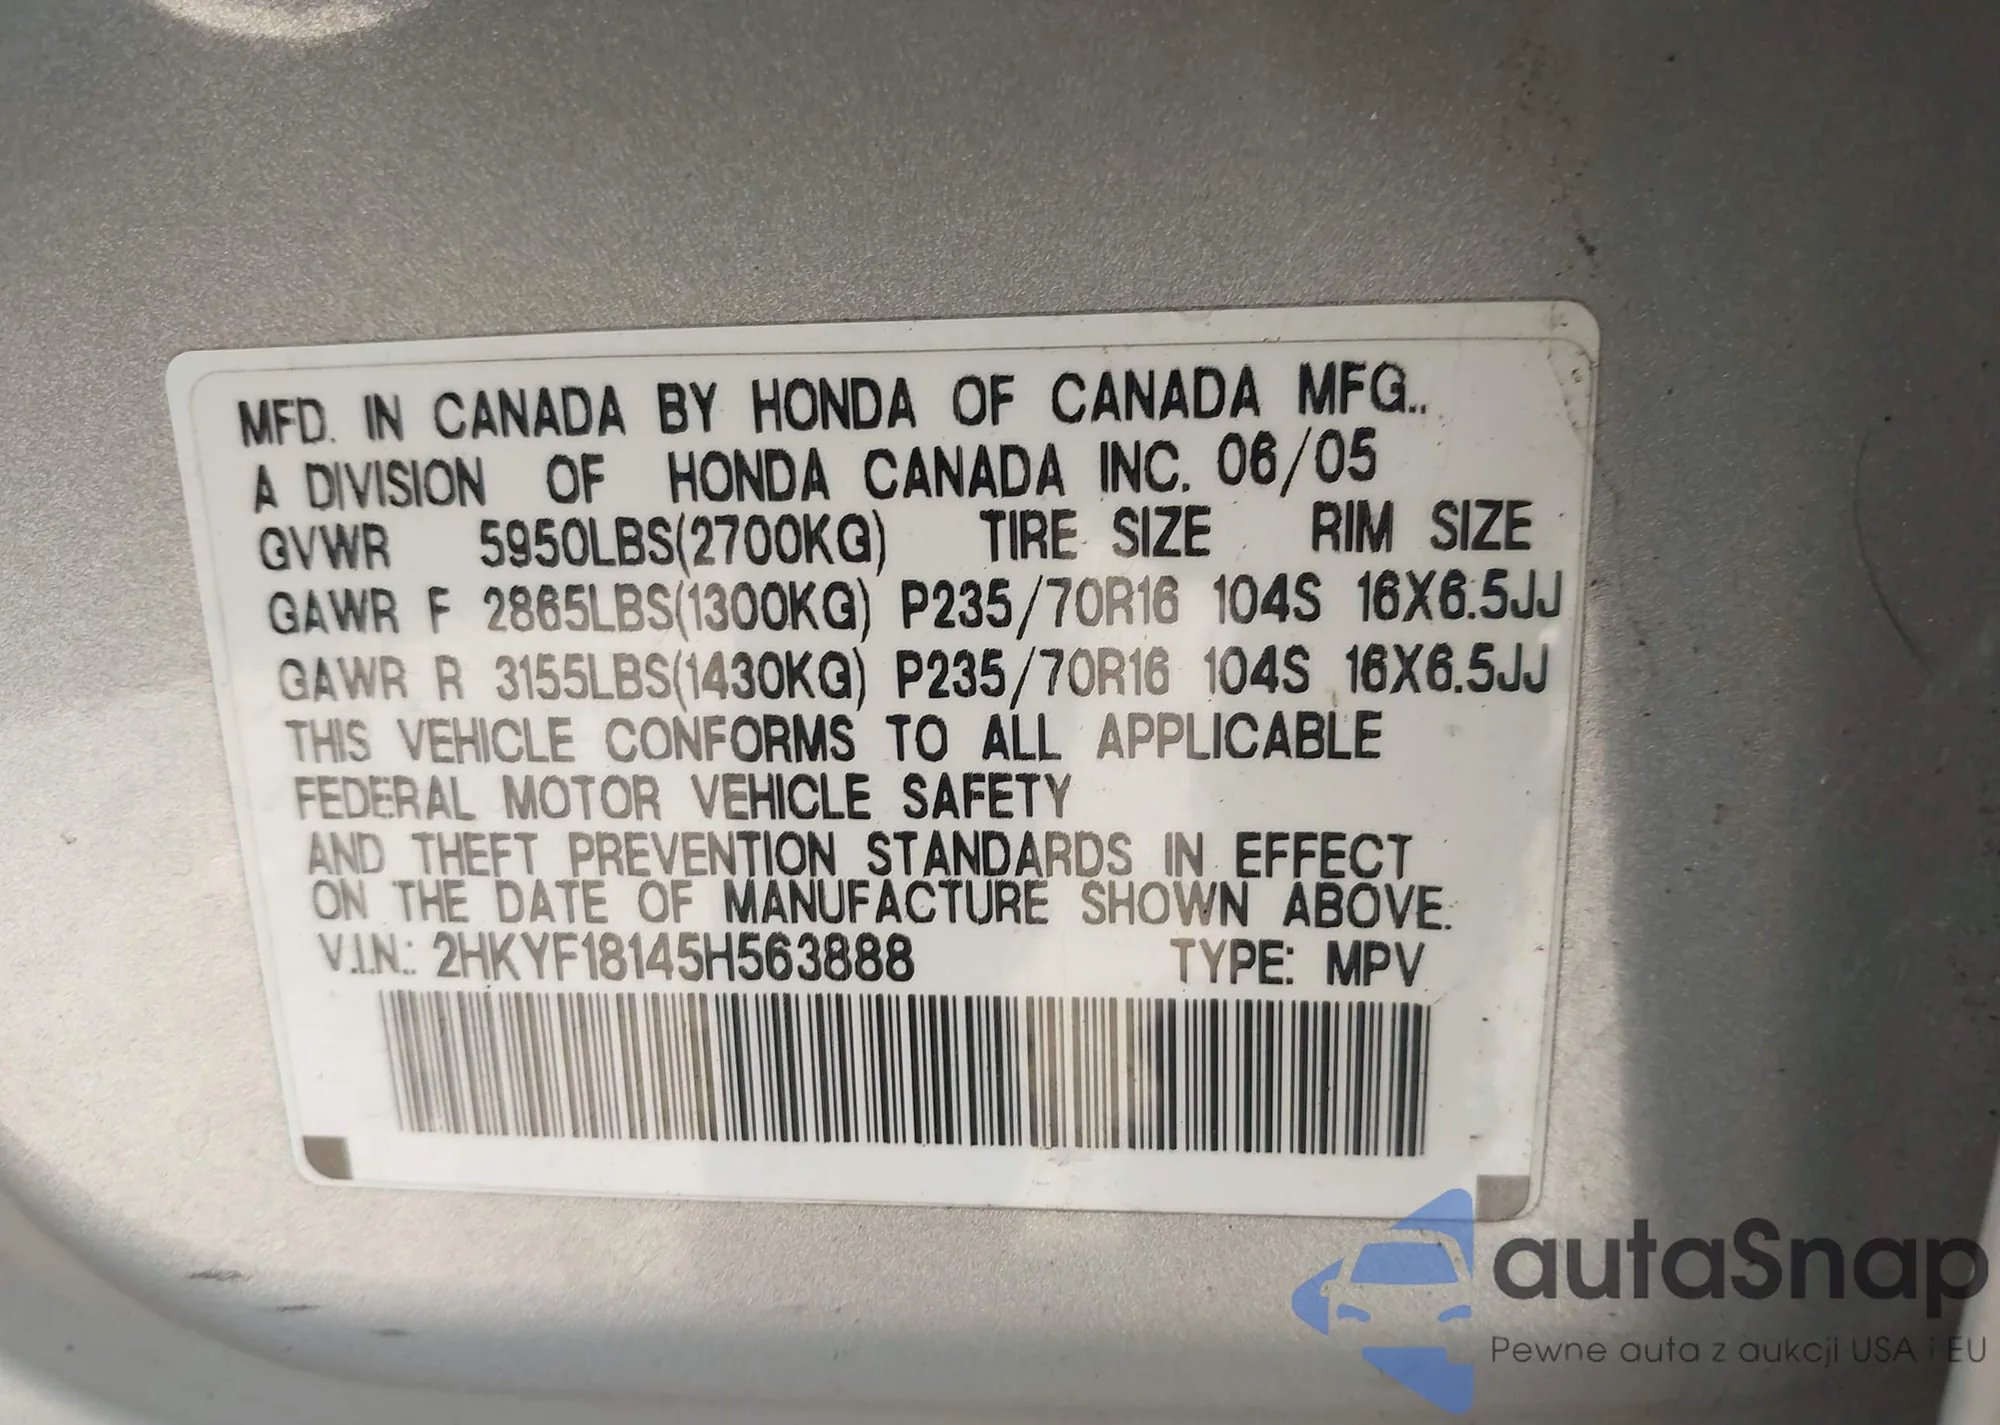 MFD. IN CANADA BY HONDA OF CANADA MFG..
A DIVISION OF HONDA CANADA INC. 06/05
GVWR 5950LBS(2700KG) TIRE SIZE RIM SIZE
GAWR F 2865LBS(1300KG) P235/70R16 104S 16X6.5JJ
GAWR R 3155LBS(1430KG) P235/70R16 104S 16X6.5JJ
THIS VEHICLE CONFORMS TO ALL APPLICABLE
FEDERAL MOTOR VEHICLE SAFETY
AND THEFT PREVENTION STANDARDS IN EFFECT
ON THE DATE OF MANUFACTURE SHOWN ABOVE.
V.I.N.: 2HKYF18145H563888 TYPE: MPV
autaSnap
Pewne auta z aukcji USA i EU